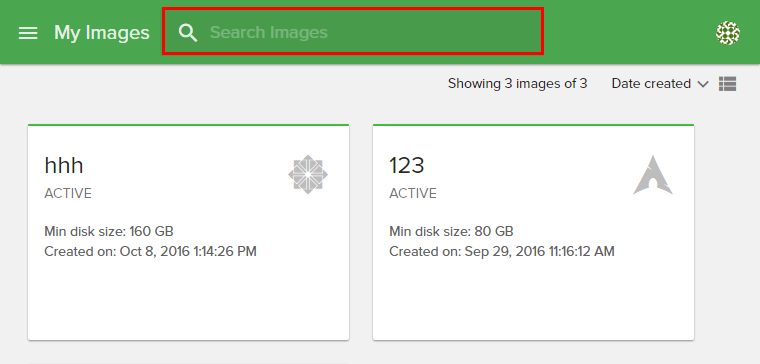 My Images
Search Images
Showing 3 images of 3
Date created
hhh
ACTIVE
Min disk size: 160 GB
Created on: Oct 8, 2016 1:14:26 PM
123
ACTIVE
Min disk size: 80 GB
Created on: Sep 29, 2016 11:16:12 AM